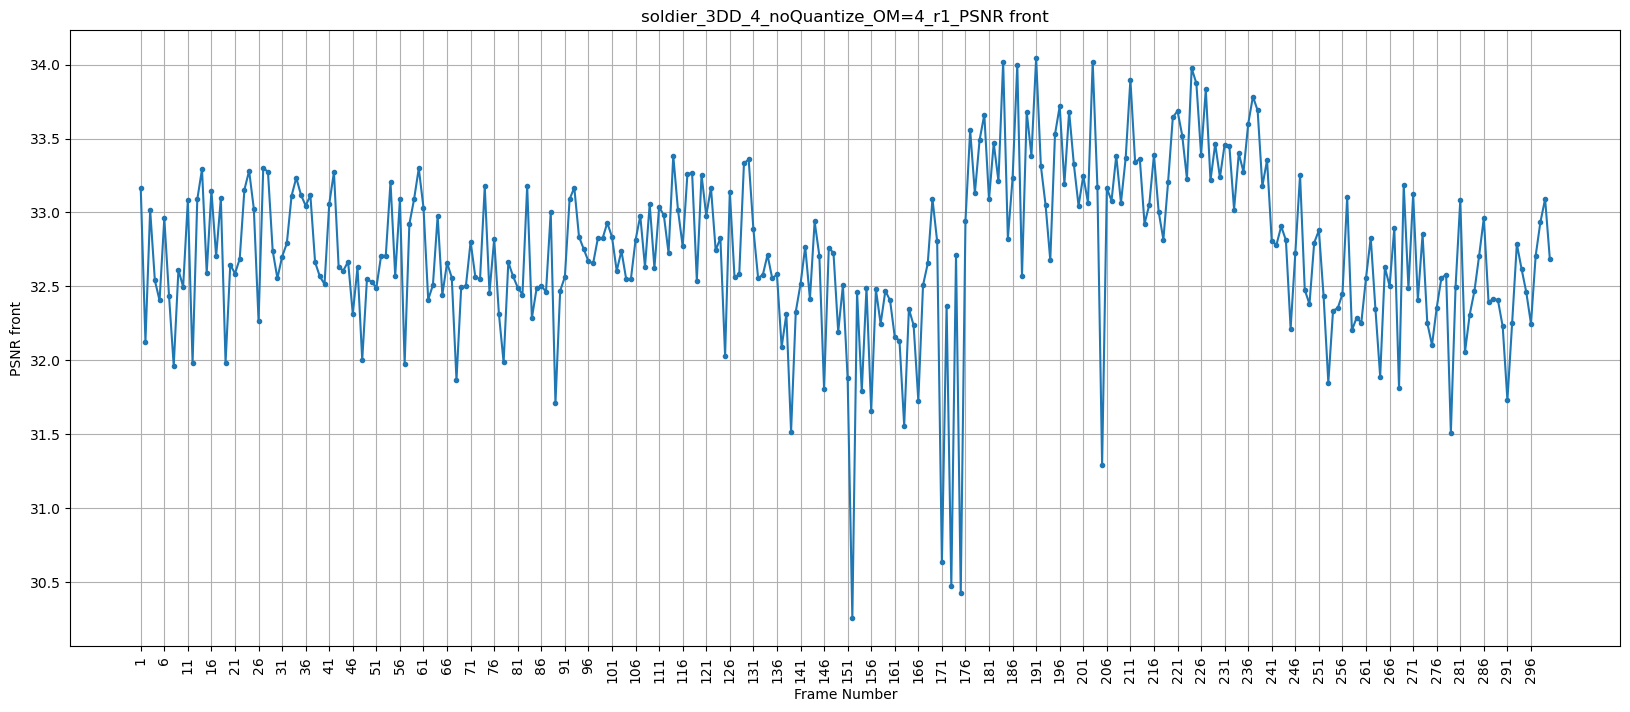 soldier_3DD_4_noQuantize_OM=4_r1_PSNR front
PSNR front
34.0
33.5
33.0
32.5
32.0
31.5
31.0
30.5
1 6 11 16 21 26 31 36 41 46 51 56 61 66 71 76 81 86 91 96 101 106 111 116 121 126 131 136 141 146 151 156 161 166 171 176 181 186 191 196 201 206 211 216 221 226 231 236 241 246 251 256 261 266 271 276 281 286 291 296
Frame Number